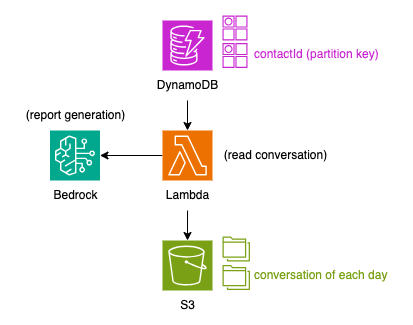 contactId (partition key)
DynamoDB
(report generation)
(read conversation)
Bedrock
Lambda
conversation of each day
S3